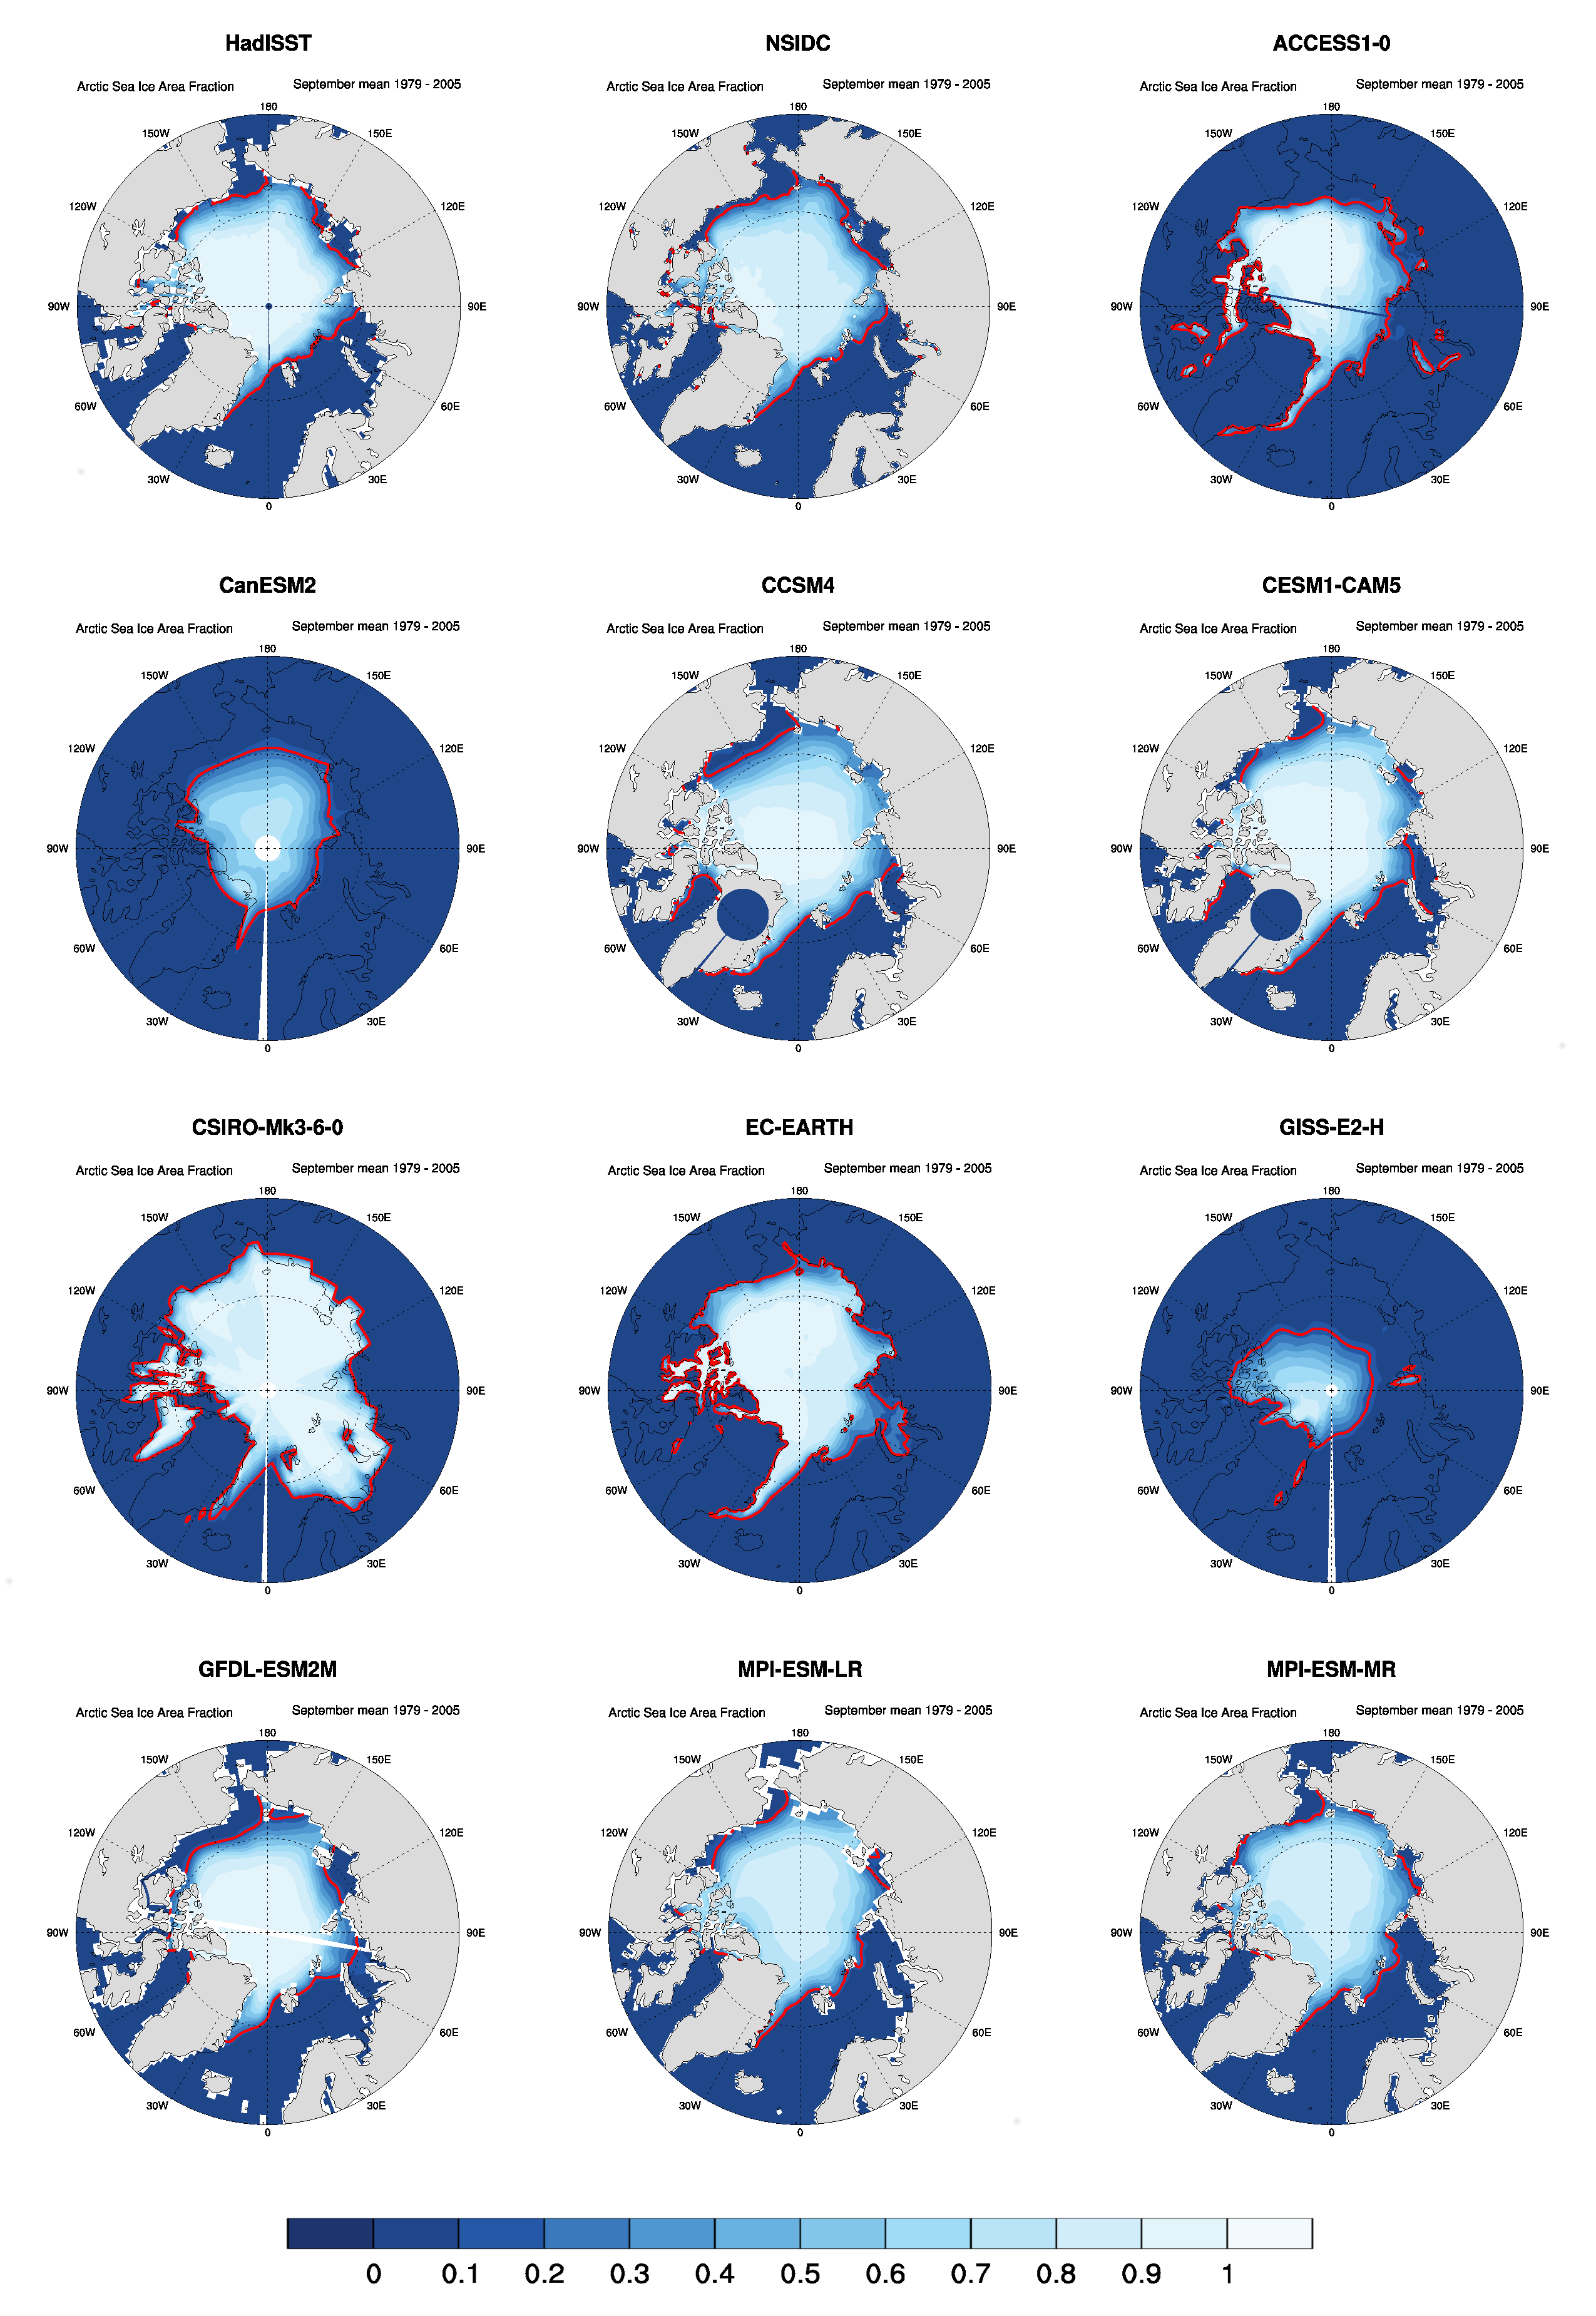 HadISST NSIDC ACCESS1-0
Arctic Sea Ice Area Fraction September mean 1979 - 2005 Arctic Sea Ice Area Fraction September mean 1979 - 2005 Arctic Sea Ice Area Fraction September mean 1979 - 2005
180 180 180
150W 150E 150W 150E 150W 150E
120W 120E 120W 120E 120W 120E
90W 90E 90W 90E 90W 90E
60W 60E 60W 60E 60W 60E
30W 30E 30W 30E 30W 30E
0 0 0
CanESM2 CCSM4 CESM1-CAM5
Arctic Sea Ice Area Fraction September mean 1979 - 2005 Arctic Sea Ice Area Fraction September mean 1979 - 2005 Arctic Sea Ice Area Fraction September mean 1979 - 2005
180 180 180
150W 150E 150W 150E 150W 150E
120W 120E 120W 120E 120W 120E
90W 90E 90W 90E 90W 90E
60W 60E 60W 60E 60W 60E
30W 30E 30W 30E 30W 30E
0 0 0
CSIRO-Mk3-6-0 EC-EARTH GISS-E2-H
Arctic Sea Ice Area Fraction September mean 1979 - 2005 Arctic Sea Ice Area Fraction September mean 1979 - 2005 Arctic Sea Ice Area Fraction September mean 1979 - 2005
180 180 180
150W 150E 150W 150E 150W 150E
120W 120E 120W 120E 120W 120E
90W 90E 90W 90E 90W 90E
60W 60E 60W 60E 60W 60E
30W 30E 30W 30E 30W 30E
0 0 0
GFDL-ESM2M MPI-ESM-LR MPI-ESM-MR
Arctic Sea Ice Area Fraction September mean 1979 - 2005 Arctic Sea Ice Area Fraction September mean 1979 - 2005 Arctic Sea Ice Area Fraction September mean 1979 - 2005
180 180 180
150W 150E 150W 150E 150W 150E
120W 120E 120W 120E 120W 120E
90W 90E 90W 90E 90W 90E
60W 60E 60W 60E 60W 60E
30W 30E 30W 30E 30W 30E
0 0 0
0 0.1 0.2 0.3 0.4 0.5 0.6 0.7 0.8 0.9 1